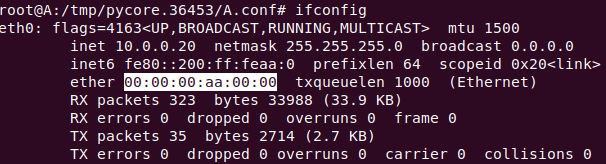 root@A:/tmp/pycore.36453/A.conf# ifconfig
eth0: flags=4163<UP,BROADCAST,RUNNING,MULTICAST>  mtu 1500
inet 10.0.0.20  netmask 255.255.255.0  broadcast 0.0.0.0
inet6 fe80::200:ff:feaa:0  prefixlen 64  scopeid 0x20<link>
ether 00:00:00:aa:00:00  txqueuelen 1000  (Ethernet)
RX packets 323  bytes 33988 (33.9 KB)
RX errors 0  dropped 0  overruns 0  frame 0
TX packets 35  bytes 2714 (2.7 KB)
TX errors 0  dropped 0 overruns 0  carrier 0  collisions 0